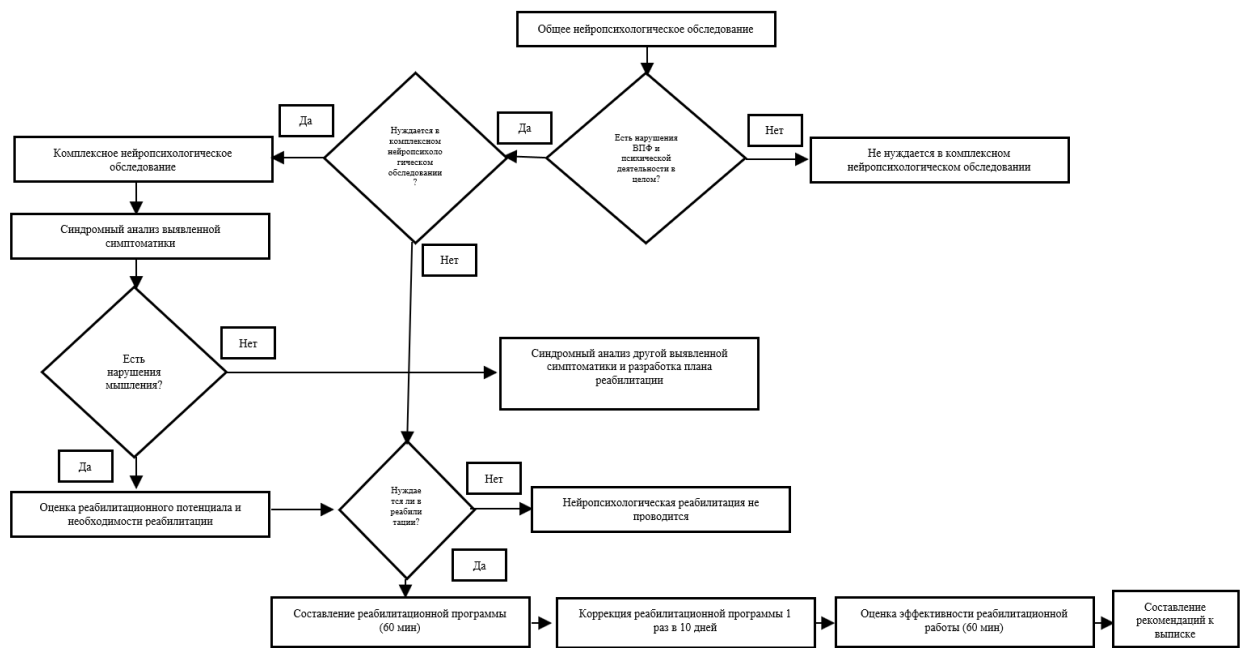 Общее нейропсихологическое обследование
Есть нарушения
ВПФ и
психической
деятельности в
целом?
Нет
Не нуждается в комплексном
нейропсихологическом обследовании
Да
Нуждается в
комплексном
нейропсихоло
гическом
обследовании
?
Да
Комплексное нейропсихологическое
обследование
Синдромный анализ выявленной
симптоматики
Нет
Есть
нарушения
мышления?
Нет
Синдромный анализ другой выявленной
симптоматики и разработка плана
реабилитации
Да
Оценка реабилитационного потенциала и
необходимости реабилитации
Нуждае
тся ли в
реабили
тации?
Нет
Нейропсихологическая реабилитация не
проводится
Да
Составление реабилитационной программы
(60 мин)
Коррекция реабилитационной программы 1
раз в 10 дней
Оценка эффективности реабилитационной
работы (60 мин)
Составление
рекомендаций к
выписке